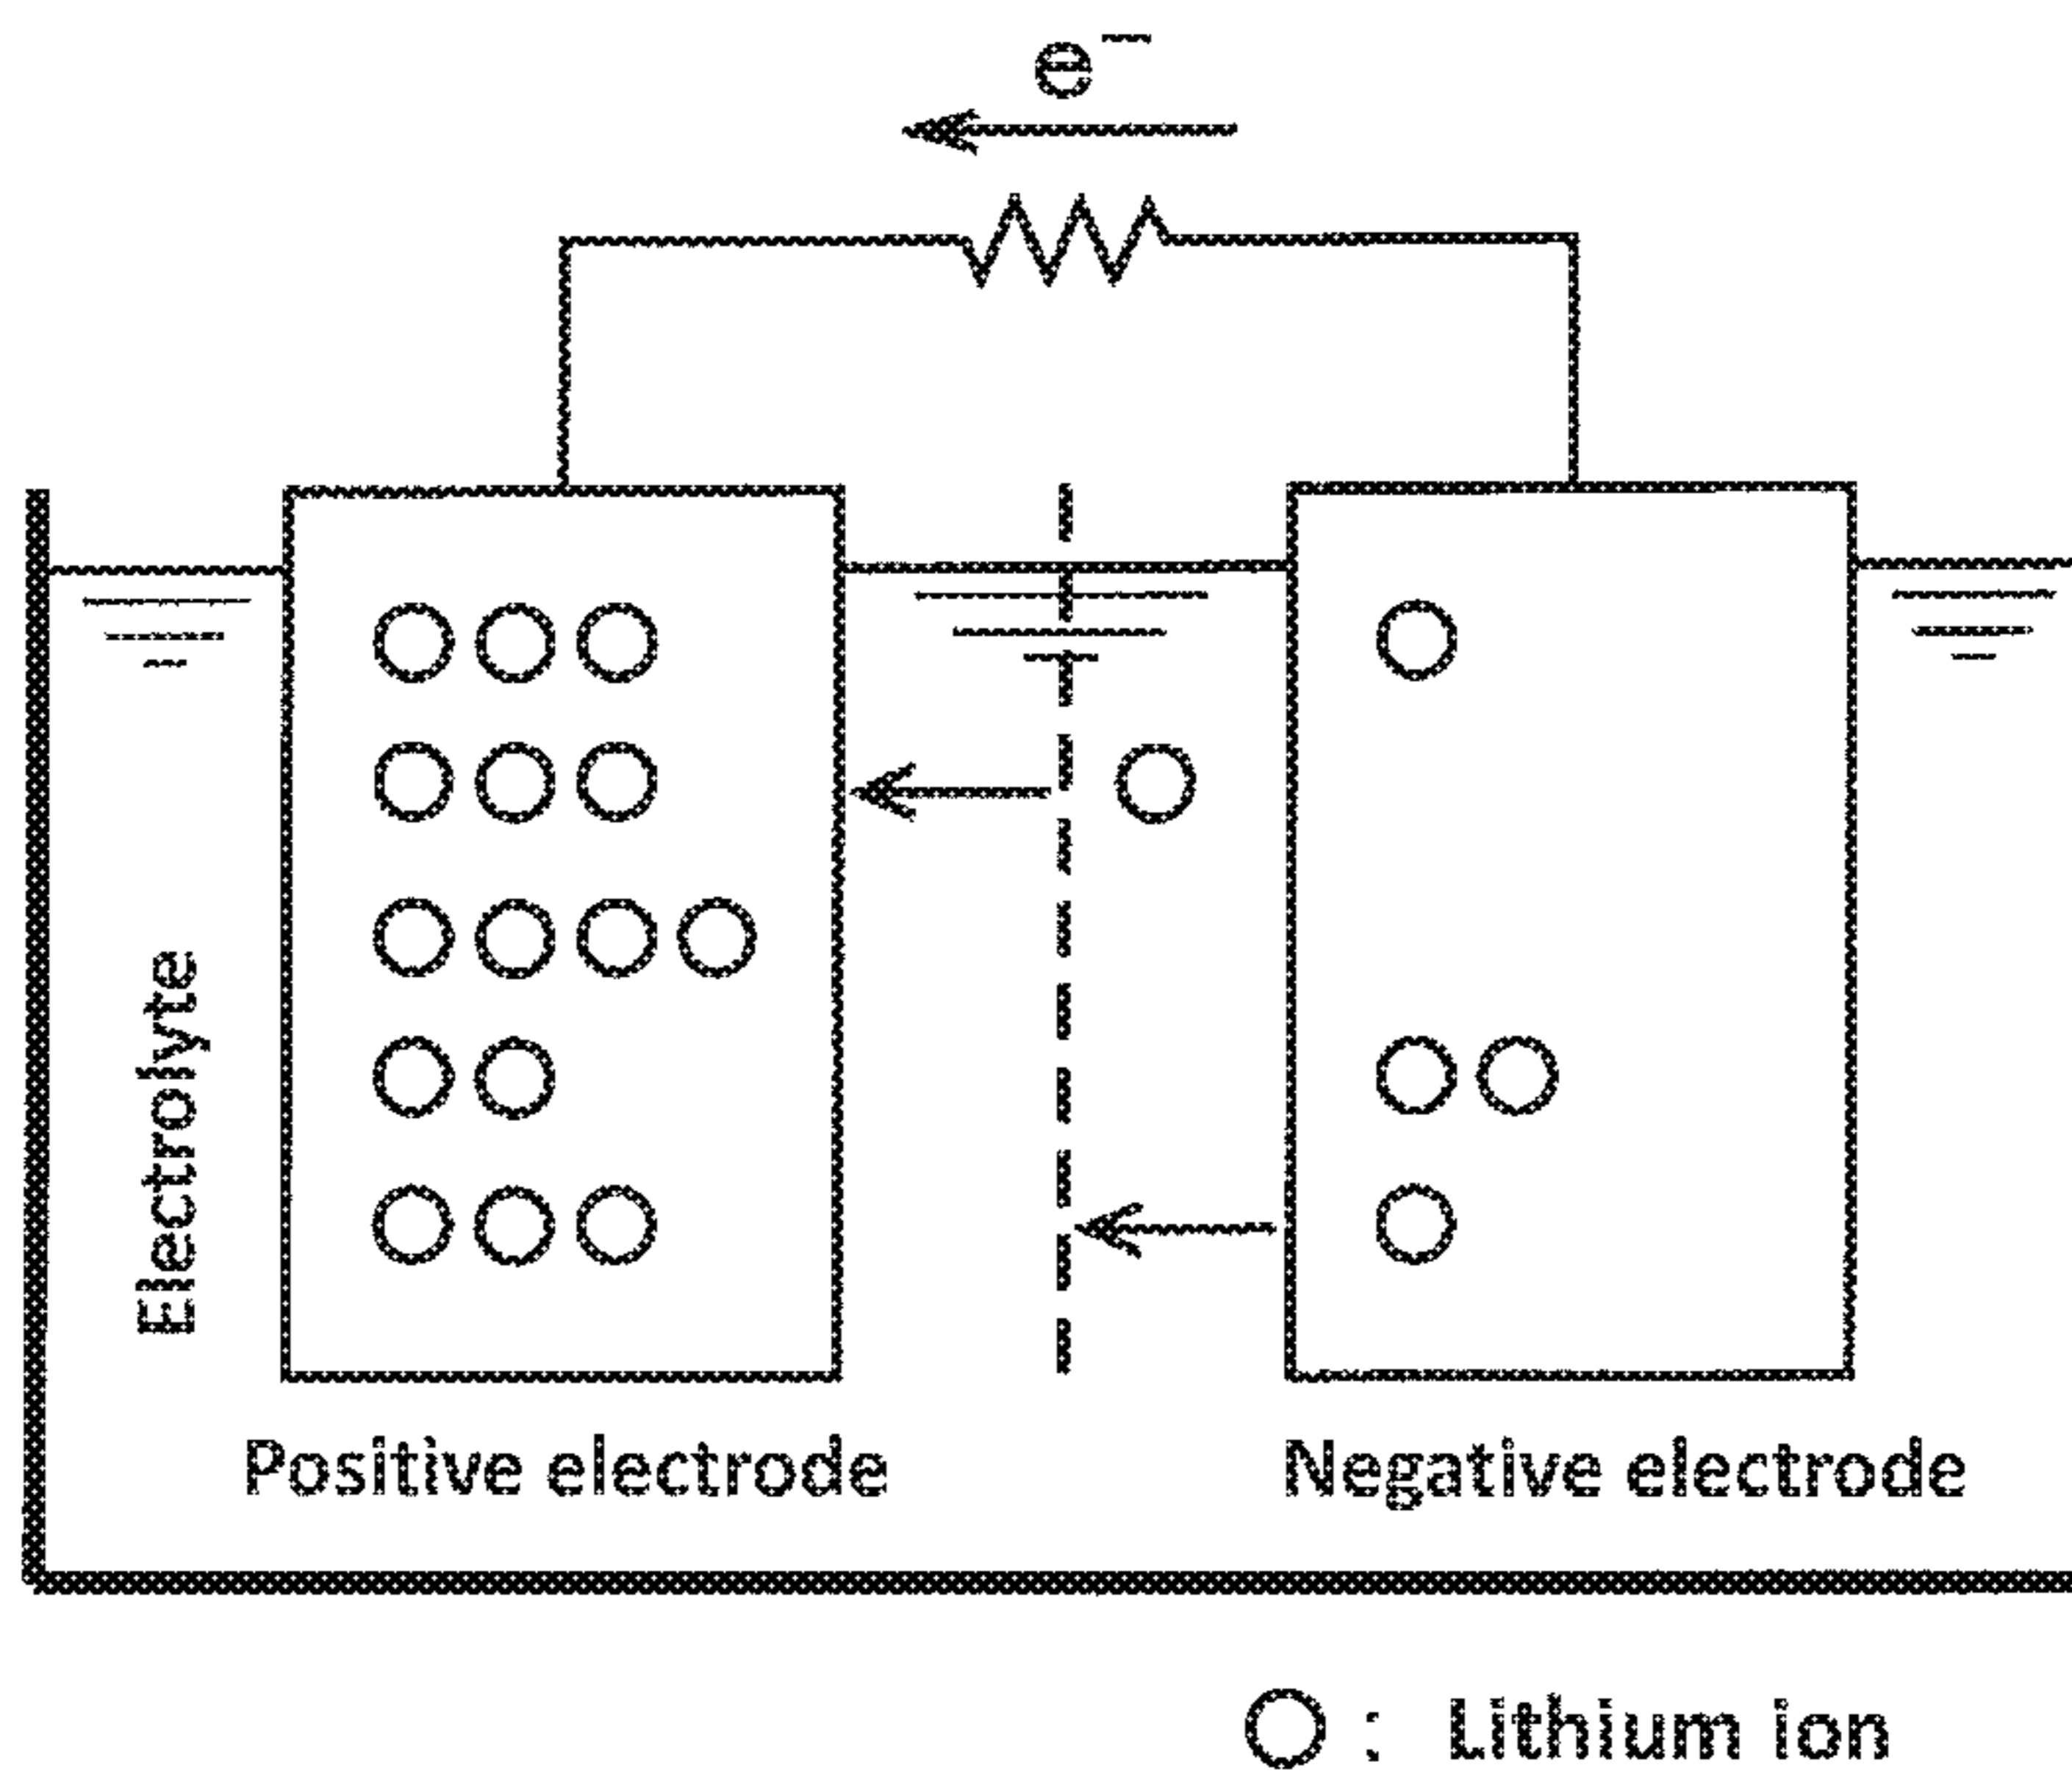 e⁻
Electrolyte
Positive electrode
Negative electrode
: Lithium ion